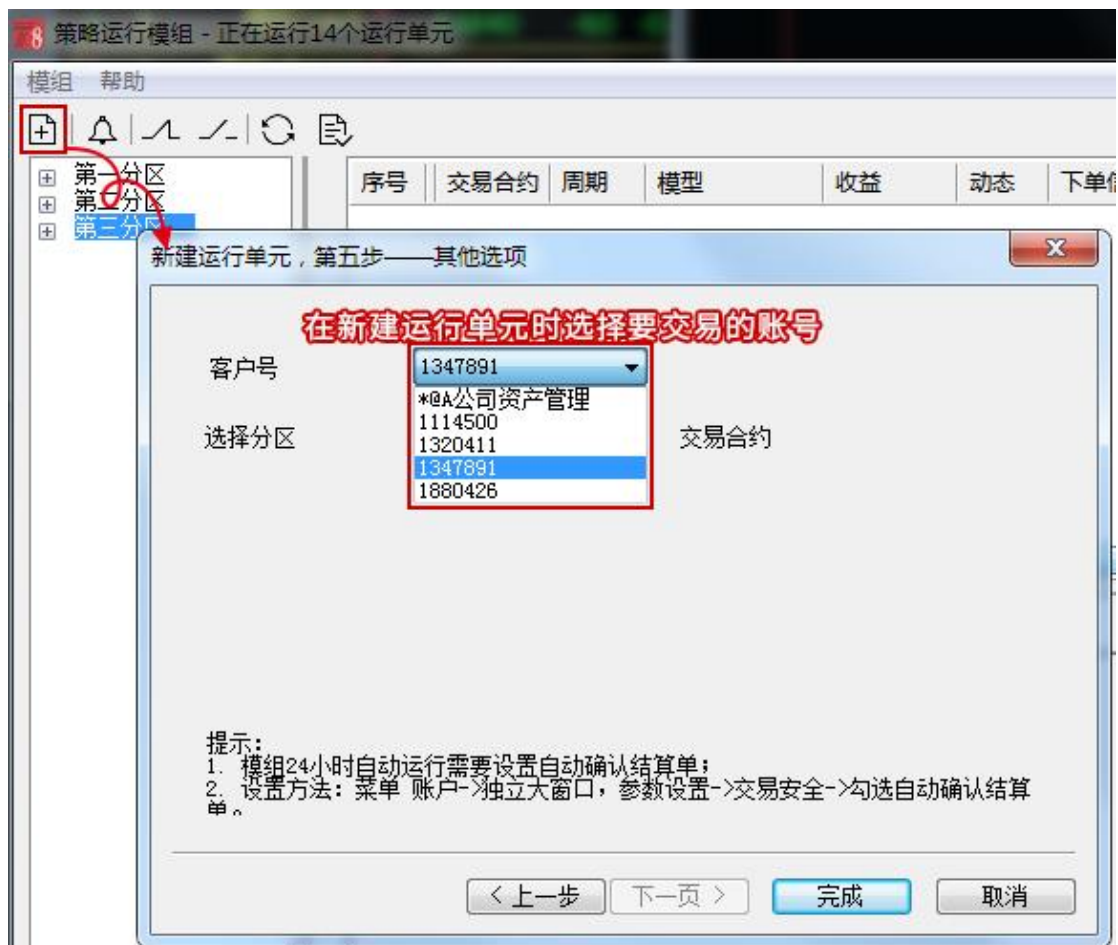 策略运行模组 - 正在运行14个运行单元
模组 帮助
第一分区
第二分区
第三分区
序号 交易合约 周期 模型 收益 动态 下单信
新建运行单元，第五步——其他选项
在新建运行单元时选择要交易的账号
客户号 1347891
*@A公司资产管理
1114500
选择分区 1320411 交易合约
1347891
1880426
提示：
1. 模组24小时自动运行需要设置自动确认结算单；
2. 设置方法：菜单 账户->独立大窗口，参数设置->交易安全->勾选自动确认结算
单。
< 上一步 下一页 > 完成 取消